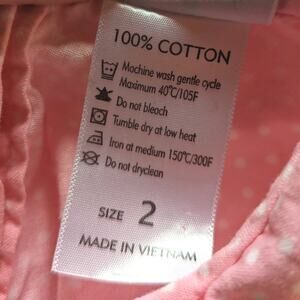 100% COTTON
Machine wash gentle cycle
Maximum 40°C/105F
Do not bleach
Tumble dry at low heat
Iron at medium 150°C/300F
Do not dryclean
SIZE 2
MADE IN VIETNAM